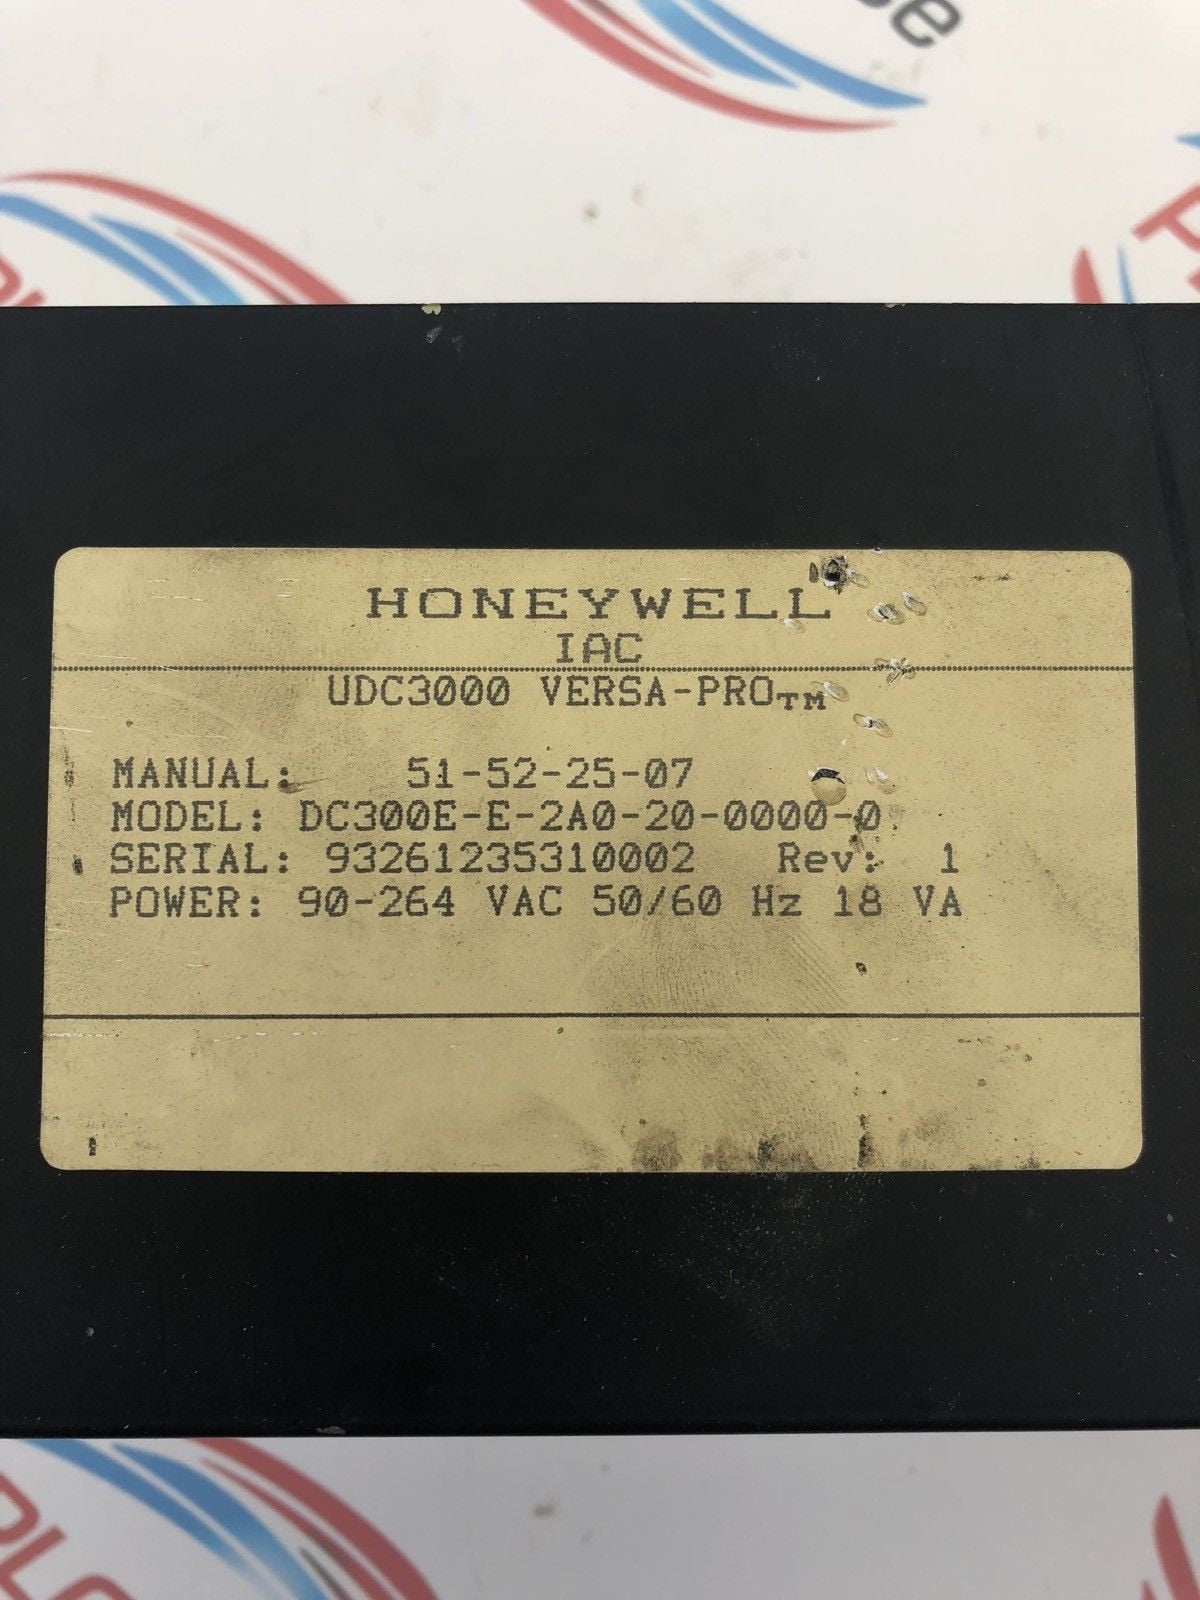 HONEYWELL
IAC
UDC3000 VERSA-PRO™
MANUAL: 51-52-25-07
MODEL: DC300E-E-2A0-20-0000-0
SERIAL: 93261235310002 Rev: 1
POWER: 90-264 VAC 50/60 Hz 18 VA